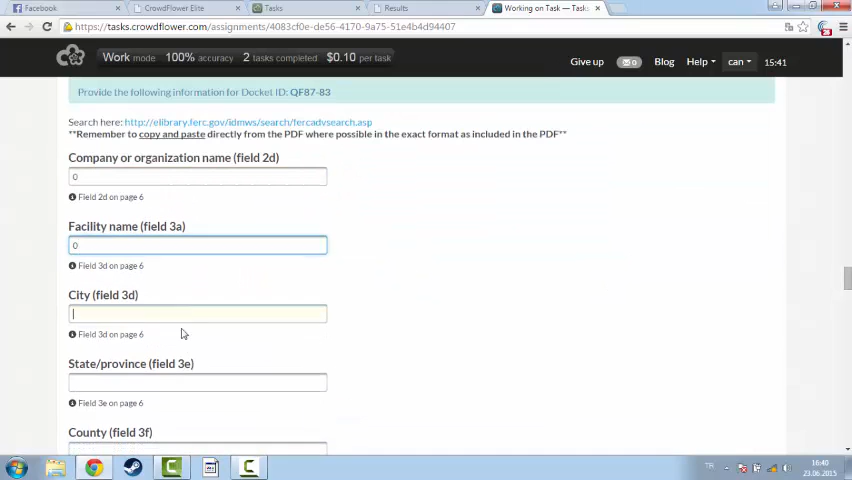 Facebook
CrowdFlower Elite
Tasks
Results
Working on Task — Task
https://tasks.crowdflower.com/assignments/4083cf0e-de56-4170-9a75-51e4b4d94407
Work mode 100% accuracy 2 tasks completed $0.10 per task
Give up 0 Blog Help can 15:41
Provide the following information for Docket ID: QF87-83
Search here: http://elibrary.ferc.gov/idmws/search/fercadvsearch.asp
**Remember to copy and paste directly from the PDF where possible in the exact format as included in the PDF**
Company or organization name (field 2d)
0
Field 2d on page 6
Facility name (field 3a)
0
Field 3d on page 6
City (field 3d)
Field 3d on page 6
State/province (field 3e)
Field 3e on page 6
County (field 3f)
TR
16:40
23.06.2015